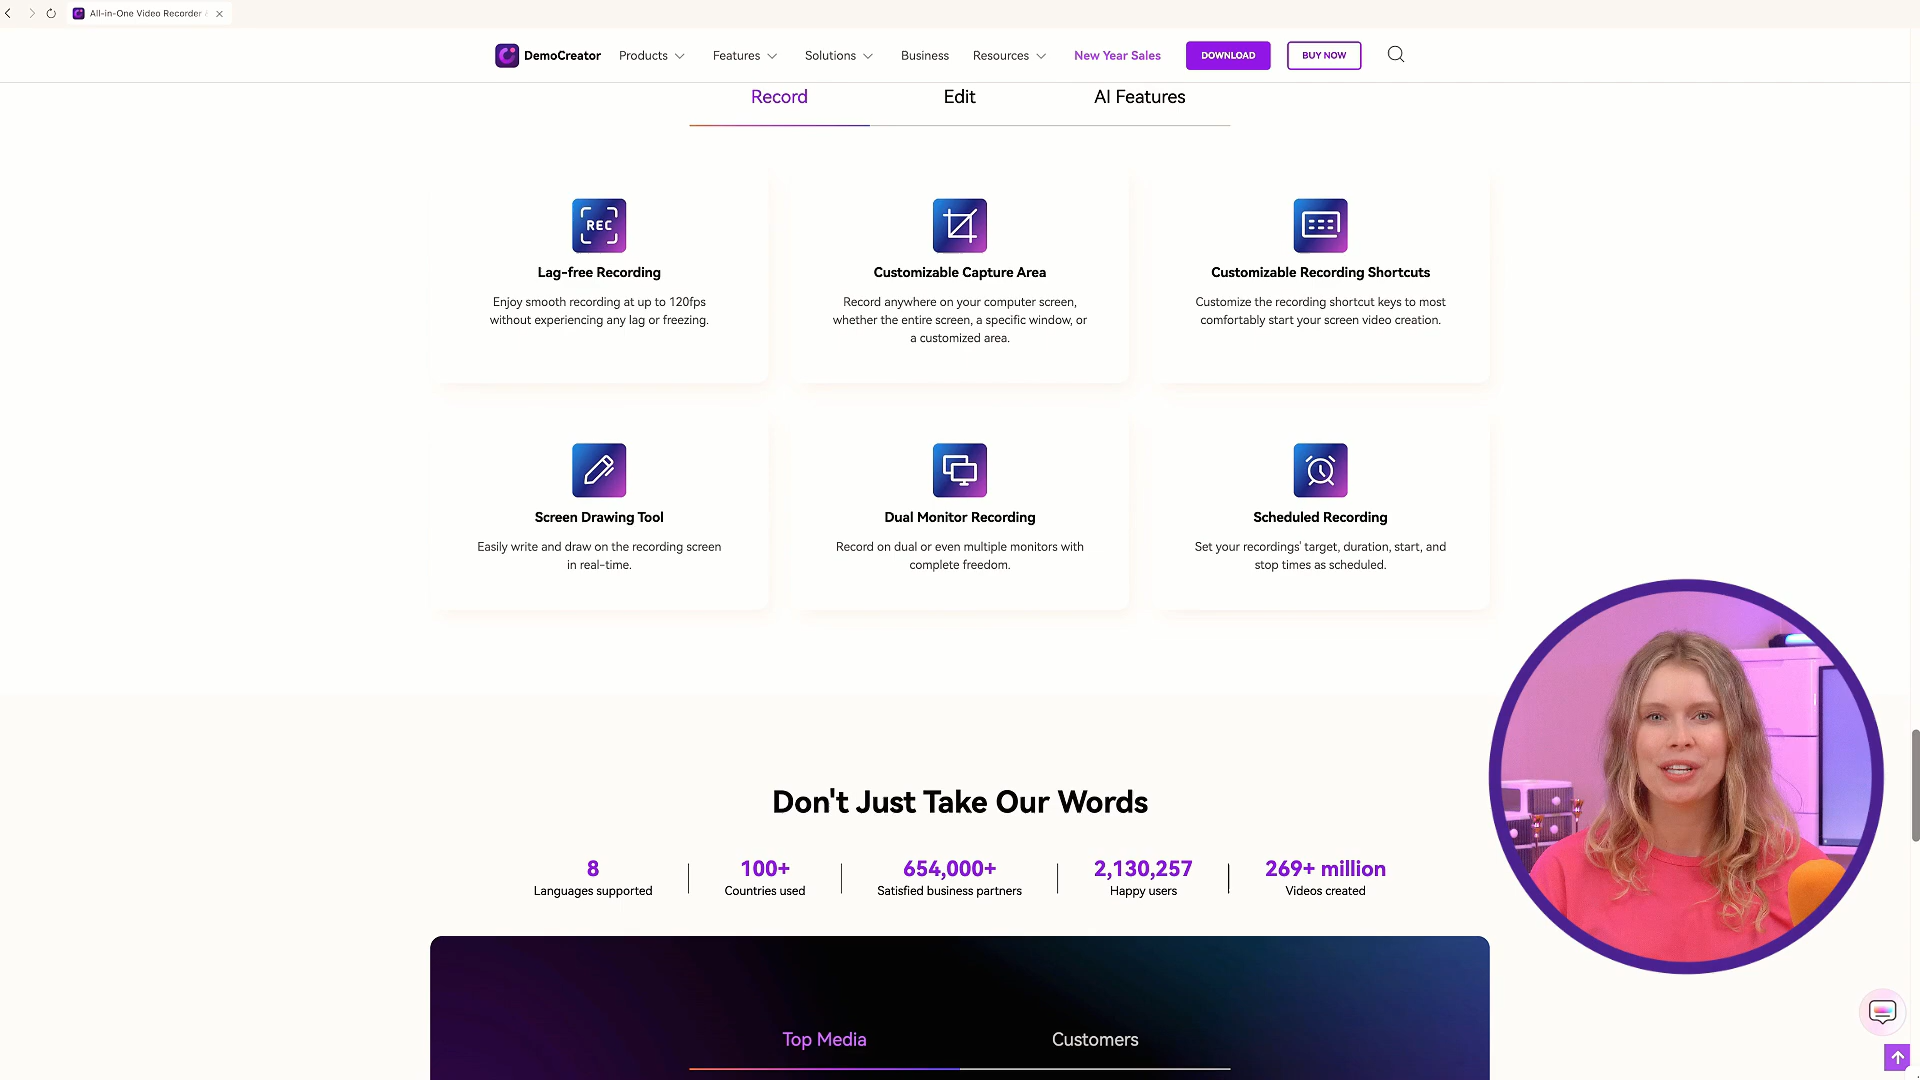 All-in-One Video Recorder
DemoCreator
Products
Features
Solutions
Business
Resources
New Year Sales
DOWNLOAD
BUY NOW
Record
Edit
AI Features
REC
Lag-free Recording
Enjoy smooth recording at up to 120fps
without experiencing any lag or freezing.
Customizable Capture Area
Record anywhere on your computer screen,
whether the entire screen, a specific window, or
a customized area.
Customizable Recording Shortcuts
Customize the recording shortcut keys to most
comfortably start your screen video creation.
Screen Drawing Tool
Easily write and draw on the recording screen
in real-time.
Dual Monitor Recording
Record on dual or even multiple monitors with
complete freedom.
Scheduled Recording
Set your recordings' target, duration, start, and
stop times as scheduled.
Don't Just Take Our Words
8
Languages supported
100+
Countries used
654,000+
Satisfied business partners
2,130,257
Happy users
269+ million
Videos created
Top Media
Customers